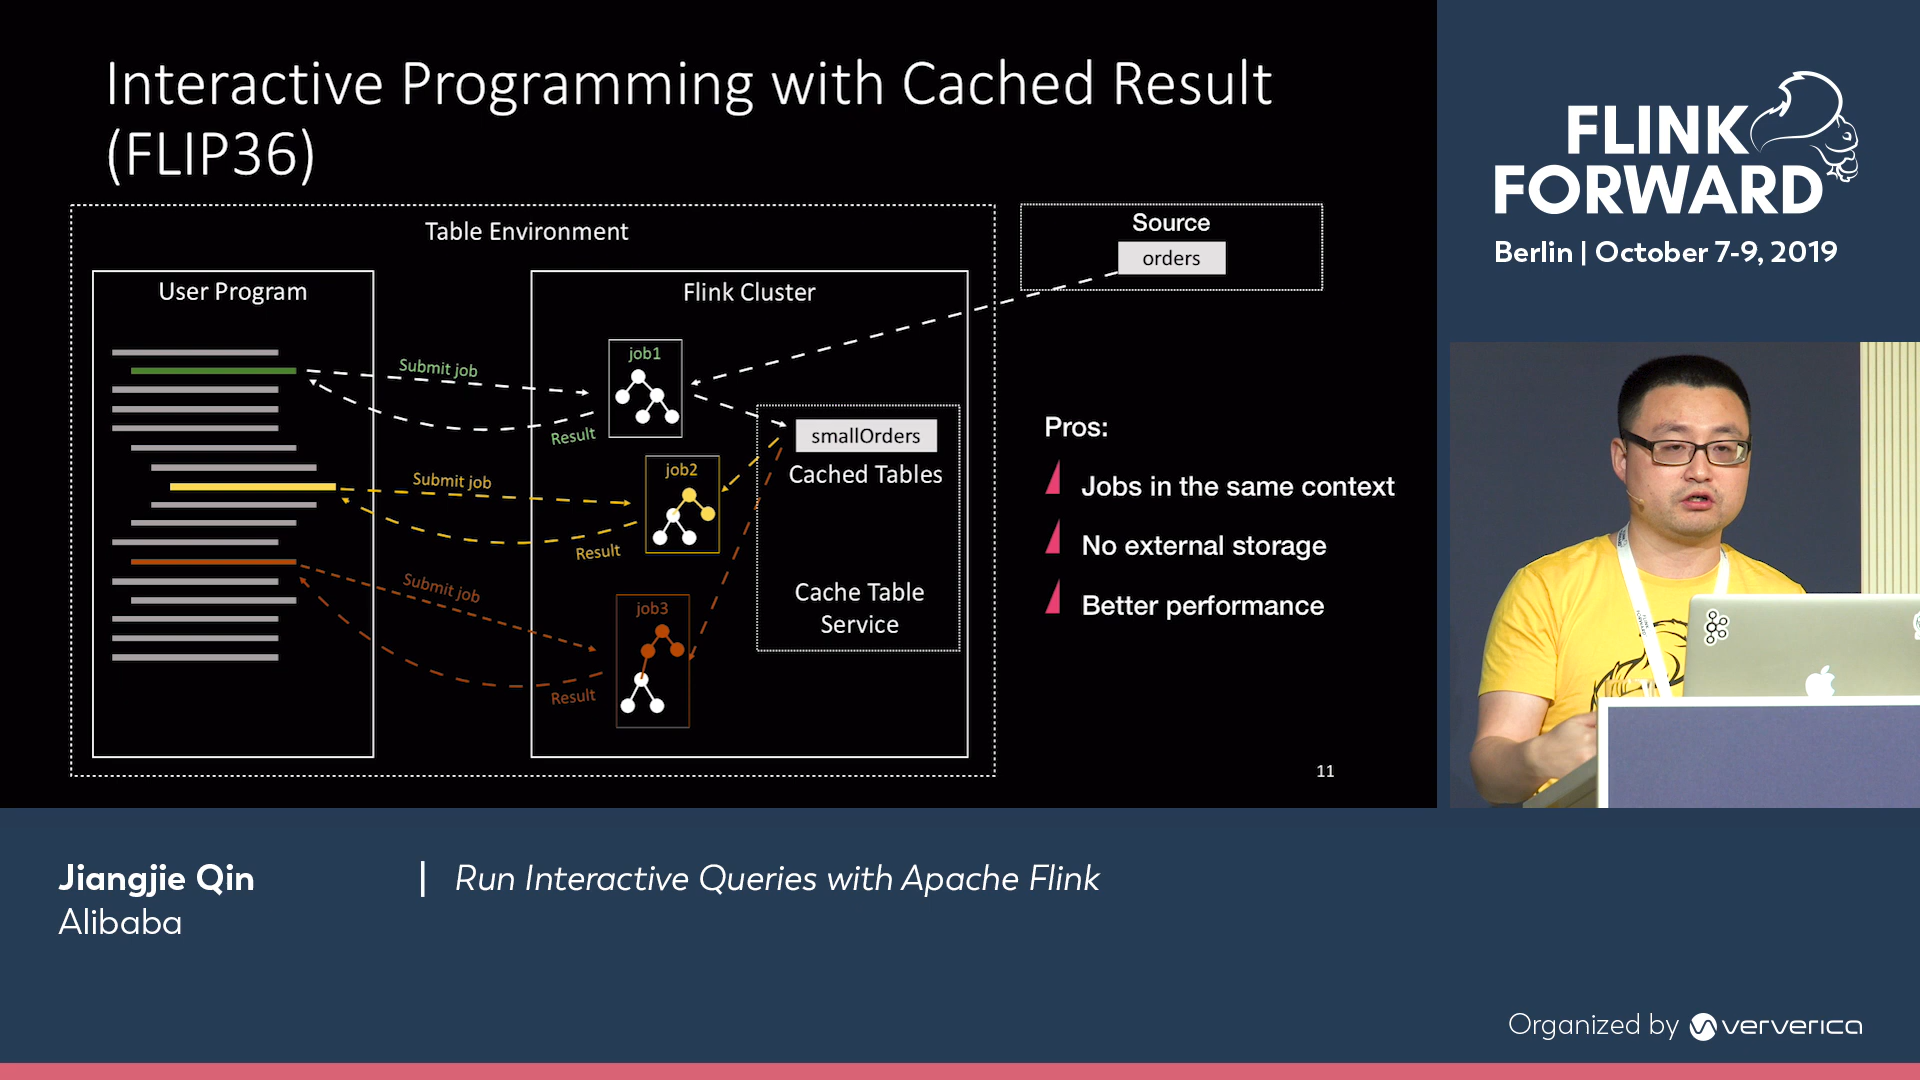 Interactive Programming with Cached Result
(FLIP36)
Table Environment
User Program
Flink Cluster
Source
orders
job1
Submit job
Result
smallOrders
Cached Tables
job2
Submit job
Result
Cache Table
Service
job3
Submit job
Result
Pros:
Jobs in the same context
No external storage
Better performance
11
FLINK
FORWARD
Berlin | October 7-9, 2019
Jiangjie Qin | Run Interactive Queries with Apache Flink
Alibaba
Organized by ververica